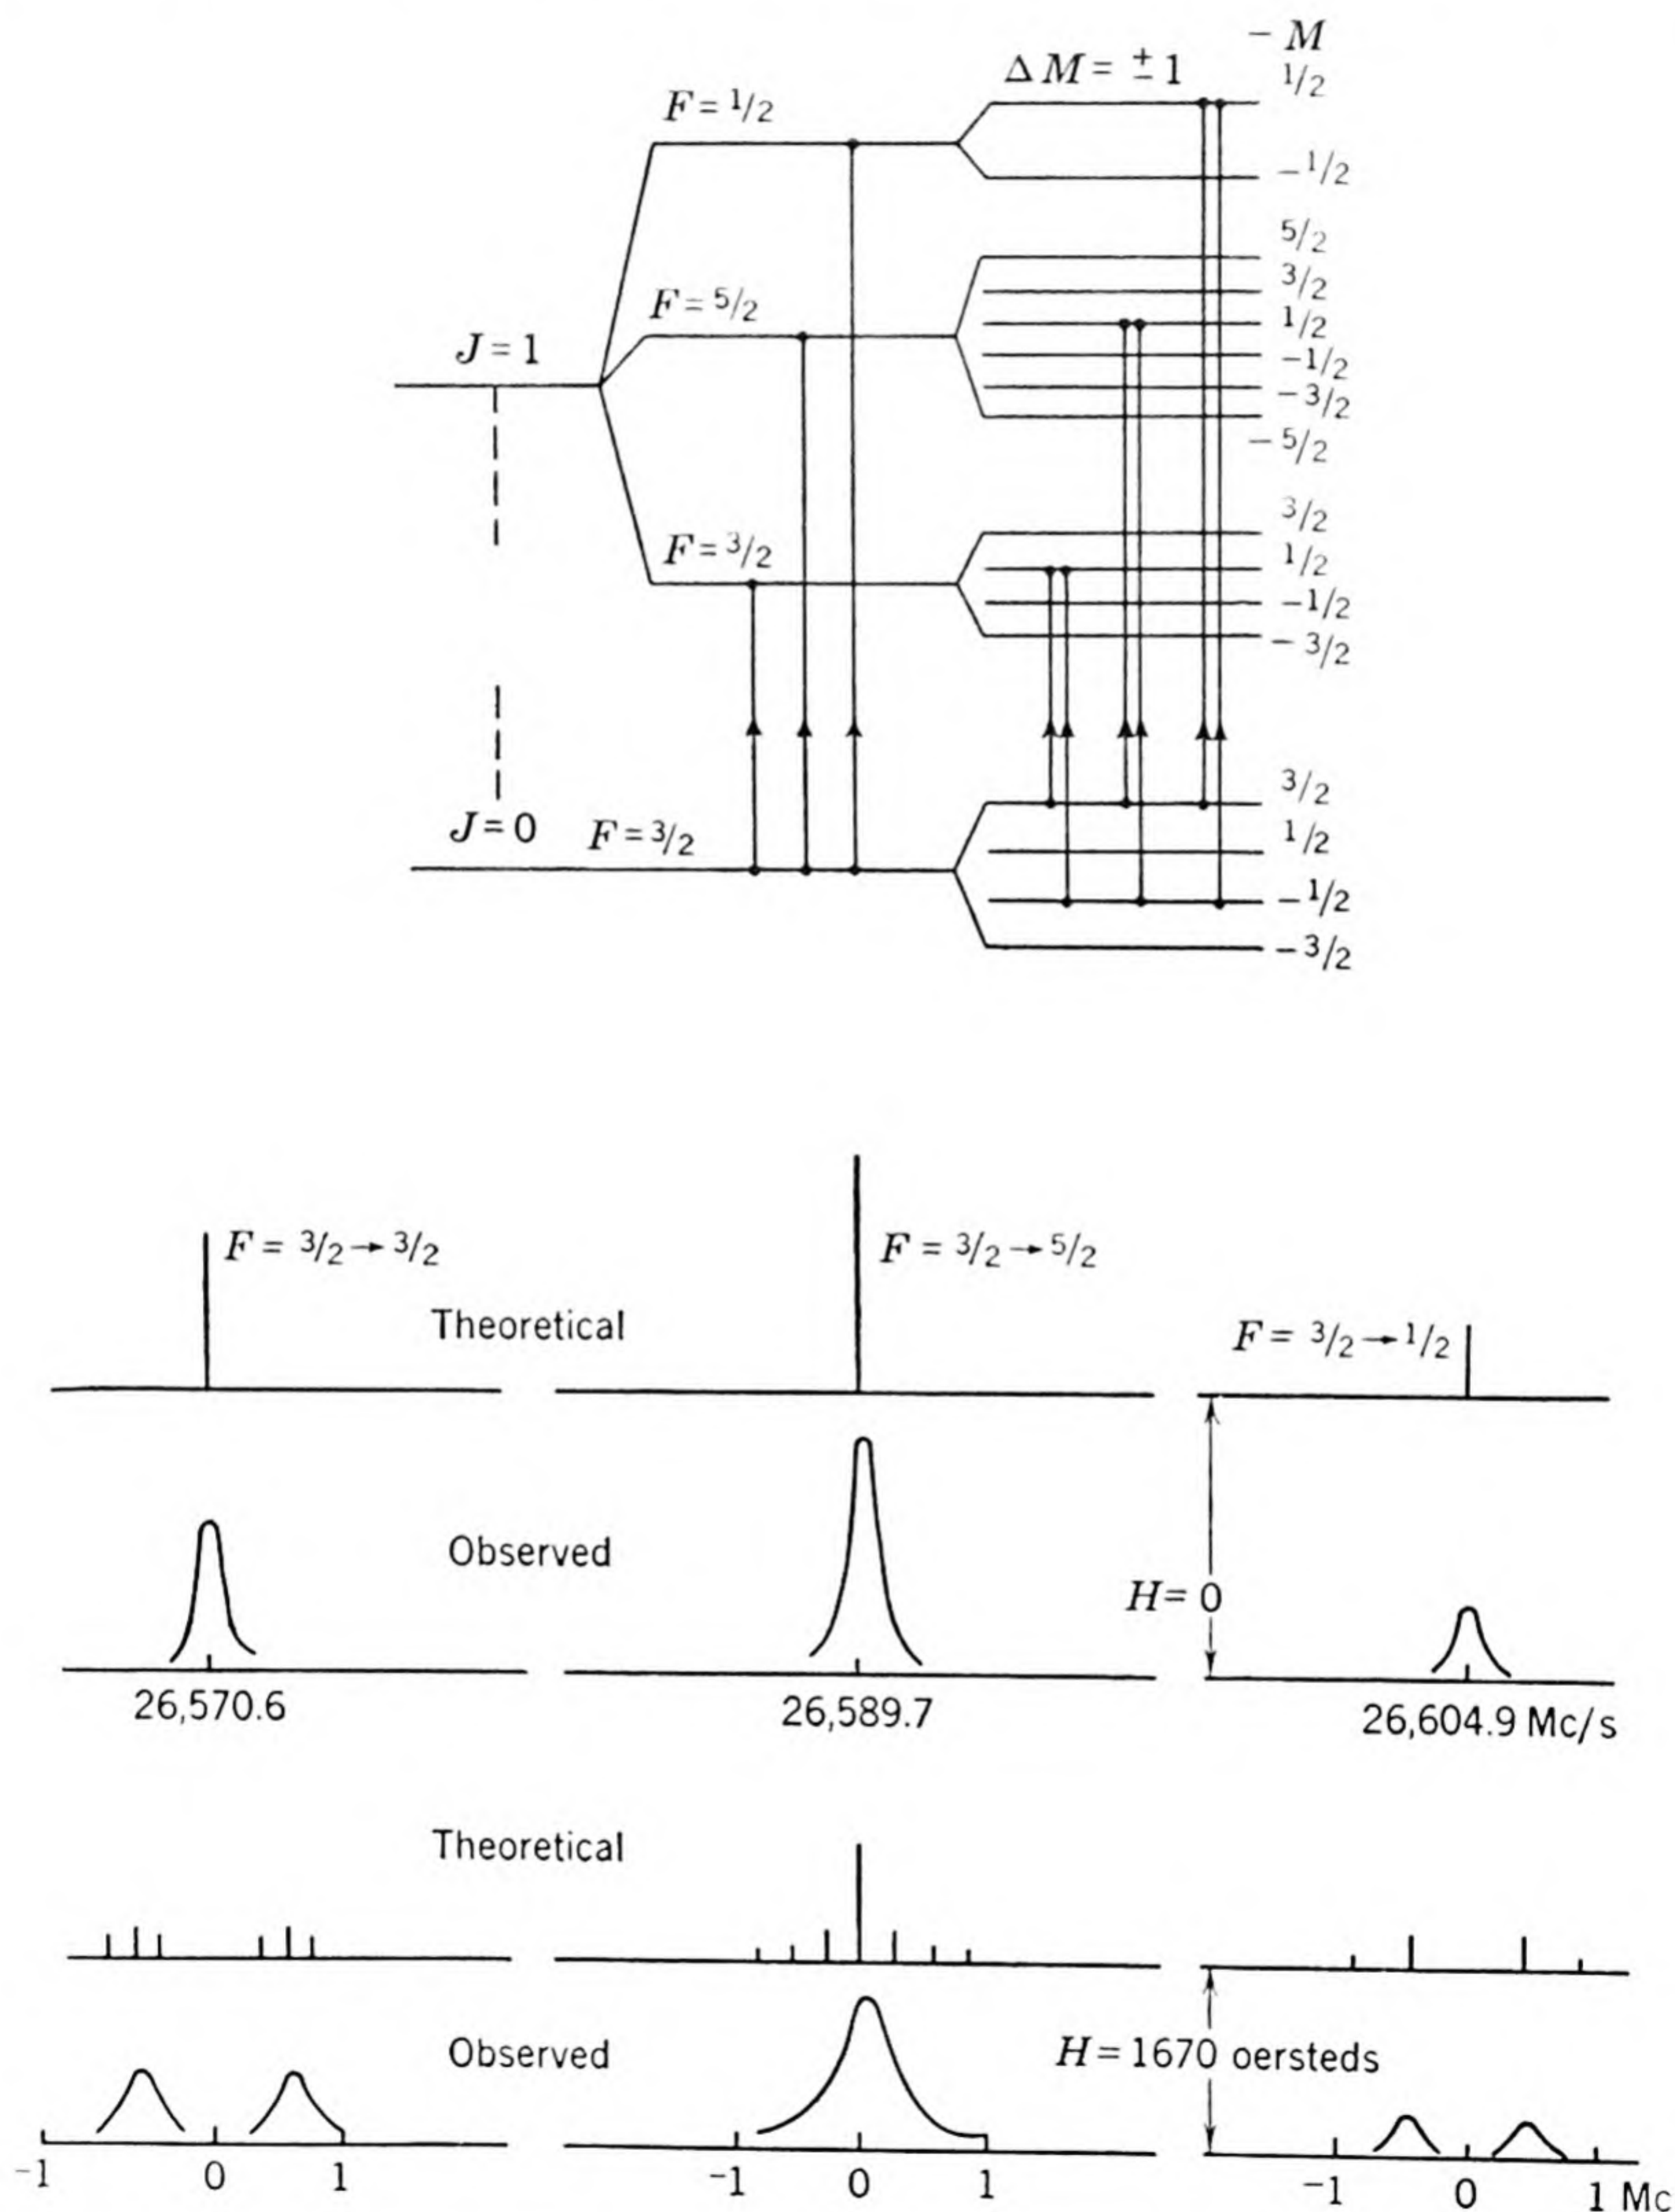 − M
ΔM = ± 1
1/2
F = 1/2
−1/2
5/2
3/2
F = 5/2
1/2
J = 1
−1/2
−3/2
−5/2
3/2
F = 3/2
1/2
−1/2
−3/2
3/2
J = 0 F = 3/2
1/2
−1/2
−3/2
F = 3/2 → 3/2
F = 3/2 → 5/2
Theoretical
F = 3/2 → 1/2
Observed
H = 0
26,570.6
26,589.7
26,604.9 Mc/s
Theoretical
Observed
H = 1670 oersteds
−1 0 1
−1 0 1
−1 0 1 Mc